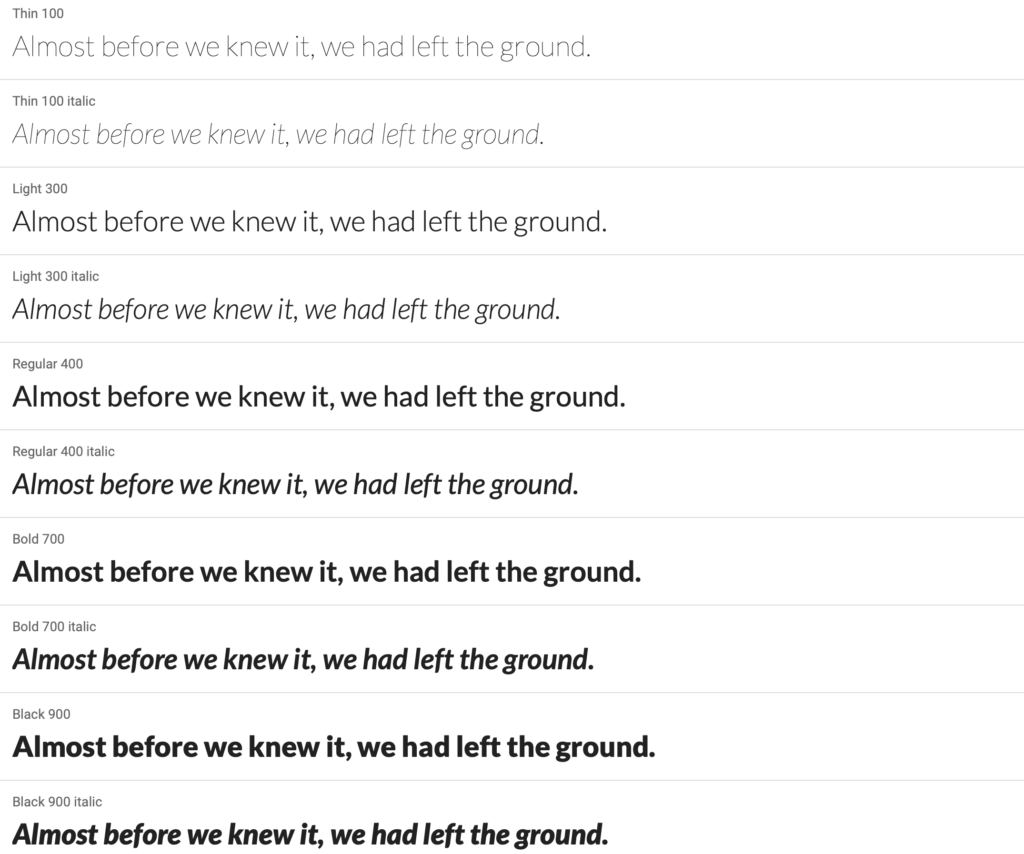 Thin 100
Almost before we knew it, we had left the ground.
Thin 100 italic
Almost before we knew it, we had left the ground.
Light 300
Almost before we knew it, we had left the ground.
Light 300 italic
Almost before we knew it, we had left the ground.
Regular 400
Almost before we knew it, we had left the ground.
Regular 400 italic
Almost before we knew it, we had left the ground.
Bold 700
Almost before we knew it, we had left the ground.
Bold 700 italic
Almost before we knew it, we had left the ground.
Black 900
Almost before we knew it, we had left the ground.
Black 900 italic
Almost before we knew it, we had left the ground.